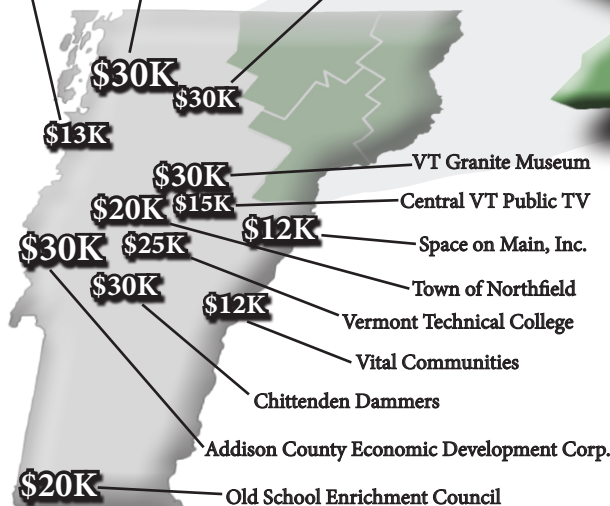 $30K
$30K
$13K
$30K
VT Granite Museum
$15K
Central VT Public TV
$20K
$12K
Space on Main, Inc.
$30K
$25K
Town of Northfield
$30K
$12K
Vermont Technical College
Vital Communities
Chittenden Dammers
Addison County Economic Development Corp.
$20K
Old School Enrichment Council